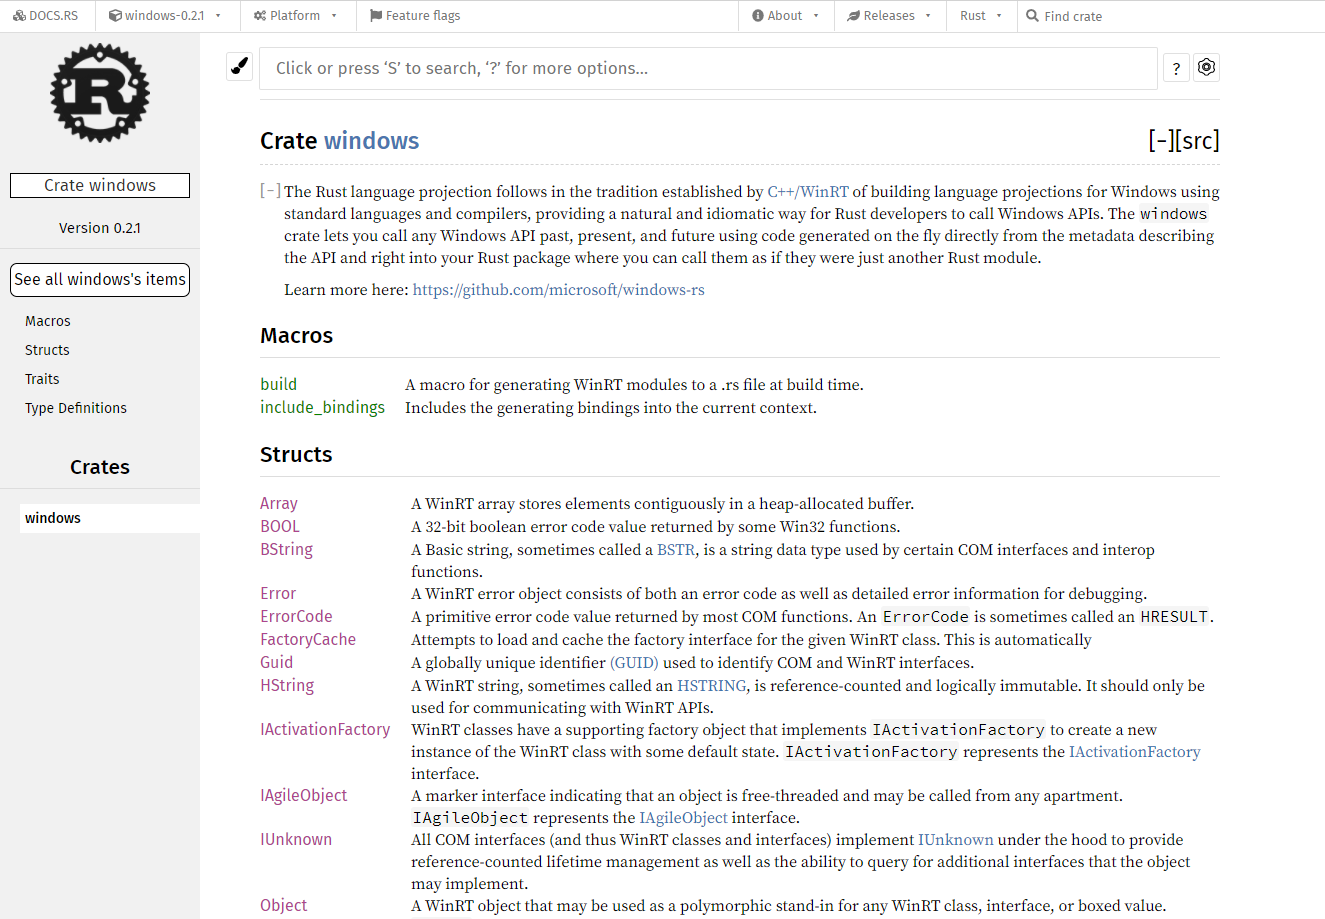 DOCS.RS windows-0.2.1 Platform Feature flags About Releases Rust Find crate
Click or press ‘S’ to search, ‘?’ for more options… ?
Crate windows
Version 0.2.1
See all windows's items
Macros
Structs
Traits
Type Definitions
Crates
windows
Crate windows [−][src]
[−] The Rust language projection follows in the tradition established by C++/WinRT of building language projections for Windows using
standard languages and compilers, providing a natural and idiomatic way for Rust developers to call Windows APIs. The windows
crate lets you call any Windows API past, present, and future using code generated on the fly directly from the metadata describing
the API and right into your Rust package where you can call them as if they were just another Rust module.
Learn more here: https://github.com/microsoft/windows-rs
Macros
build A macro for generating WinRT modules to a .rs file at build time.
include_bindings Includes the generating bindings into the current context.
Structs
Array A WinRT array stores elements contiguously in a heap-allocated buffer.
BOOL A 32-bit boolean error code value returned by some Win32 functions.
BString A Basic string, sometimes called a BSTR, is a string data type used by certain COM interfaces and interop
functions.
Error A WinRT error object consists of both an error code as well as detailed error information for debugging.
ErrorCode A primitive error code value returned by most COM functions. An ErrorCode is sometimes called an HRESULT.
FactoryCache Attempts to load and cache the factory interface for the given WinRT class. This is automatically
Guid A globally unique identifier (GUID) used to identify COM and WinRT interfaces.
HString A WinRT string, sometimes called an HSTRING, is reference-counted and logically immutable. It should only be
used for communicating with WinRT APIs.
IActivationFactory WinRT classes have a supporting factory object that implements IActivationFactory to create a new
instance of the WinRT class with some default state. IActivationFactory represents the IActivationFactory
interface.
IAgileObject A marker interface indicating that an object is free-threaded and may be called from any apartment.
IAgileObject represents the IAgileObject interface.
IUnknown All COM interfaces (and thus WinRT classes and interfaces) implement IUnknown under the hood to provide
reference-counted lifetime management as well as the ability to query for additional interfaces that the object
may implement.
Object A WinRT object that may be used as a polymorphic stand-in for any WinRT class, interface, or boxed value.